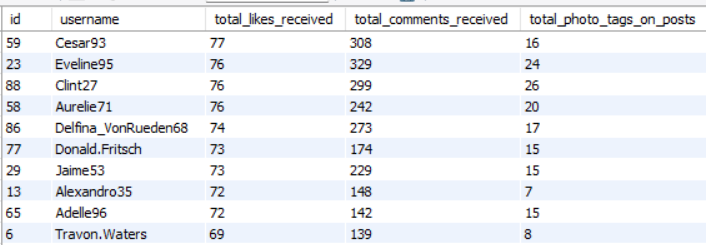 id username total_likes_received total_comments_received total_photo_tags_on_posts
59 Cesar93 77 308 16
23 Eveline95 76 329 24
88 Clint27 76 299 26
58 Aurelie71 76 242 20
86 Delfina_VonRueden68 74 273 17
77 Donald.Fritsch 73 174 15
29 Jaime53 73 229 15
13 Alexandro35 72 148 7
65 Adelle96 72 142 15
6 Travon.Waters 69 139 8